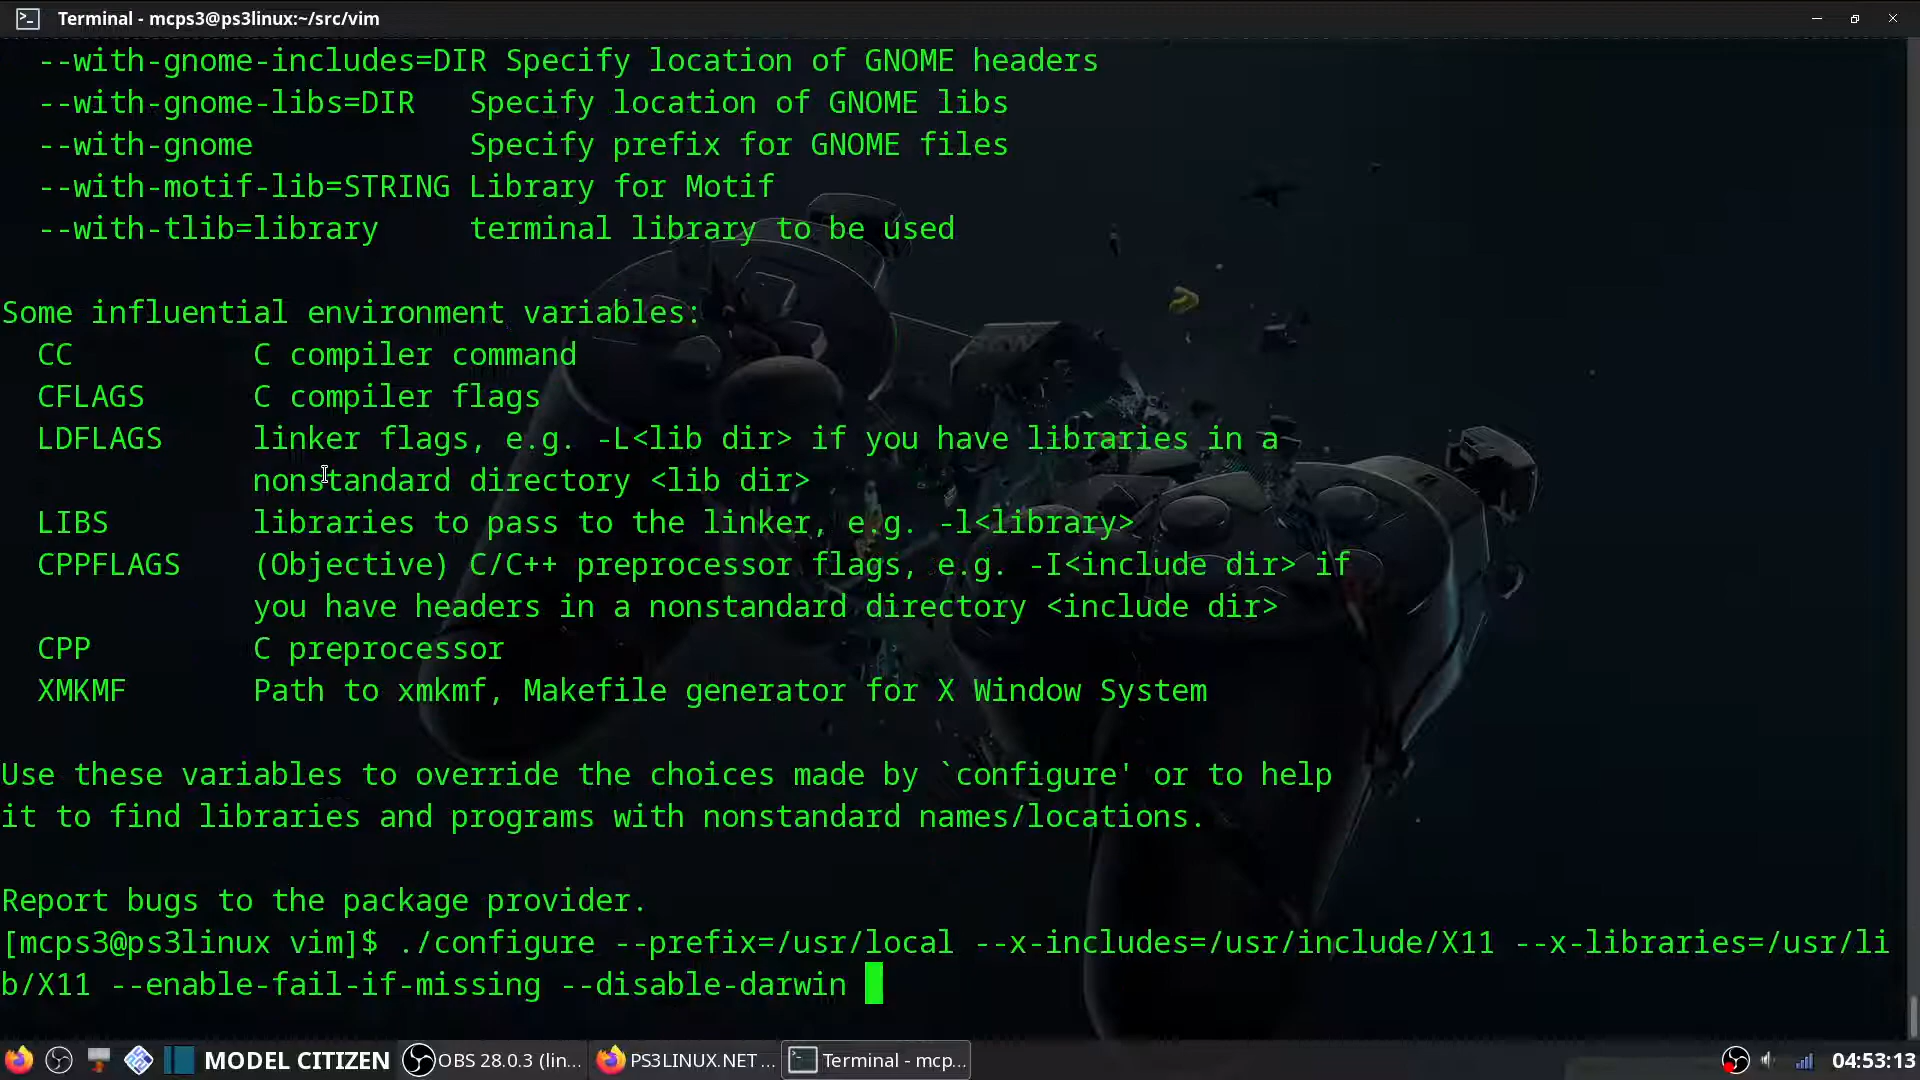 Terminal - mcps3@ps3linux:~/src/vim
--with-gnome-includes=DIR Specify location of GNOME headers
--with-gnome-libs=DIR   Specify location of GNOME libs
--with-gnome            Specify prefix for GNOME files
--with-motif-lib=STRING Library for Motif
--with-tlib=library     terminal library to be used
Some influential environment variables:
CC          C compiler command
CFLAGS      C compiler flags
LDFLAGS     linker flags, e.g. -L<lib dir> if you have libraries in a
nonstandard directory <lib dir>
LIBS        libraries to pass to the linker, e.g. -l<library>
CPPFLAGS    (Objective) C/C++ preprocessor flags, e.g. -I<include dir> if
you have headers in a nonstandard directory <include dir>
CPP         C preprocessor
XMKMF       Path to xmkmf, Makefile generator for X Window System
Use these variables to override the choices made by `configure' or to help
it to find libraries and programs with nonstandard names/locations.
Report bugs to the package provider.
[mcps3@ps3linux vim]$ ./configure --prefix=/usr/local --x-includes=/usr/include/X11 --x-libraries=/usr/li
b/X11 --enable-fail-if-missing --disable-darwin
MODEL CITIZEN OBS 28.0.3 (lin... PS3LINUX.NET ... Terminal - mcp... 04:53:13